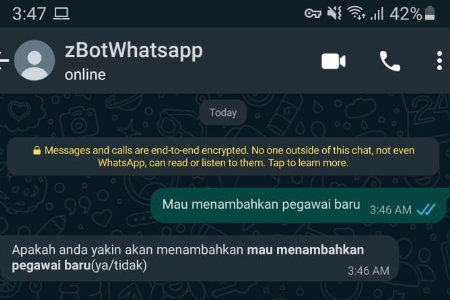 3:47 42%
zBotWhatsapp
online
Today
Messages and calls are end-to-end encrypted. No one outside of this chat, not even
WhatsApp, can read or listen to them. Tap to learn more.
Mau menambahkan pegawai baru 3:46 AM
Apakah anda yakin akan menambahkan mau menambahkan
pegawai baru(ya/tidak)
3:46 AM